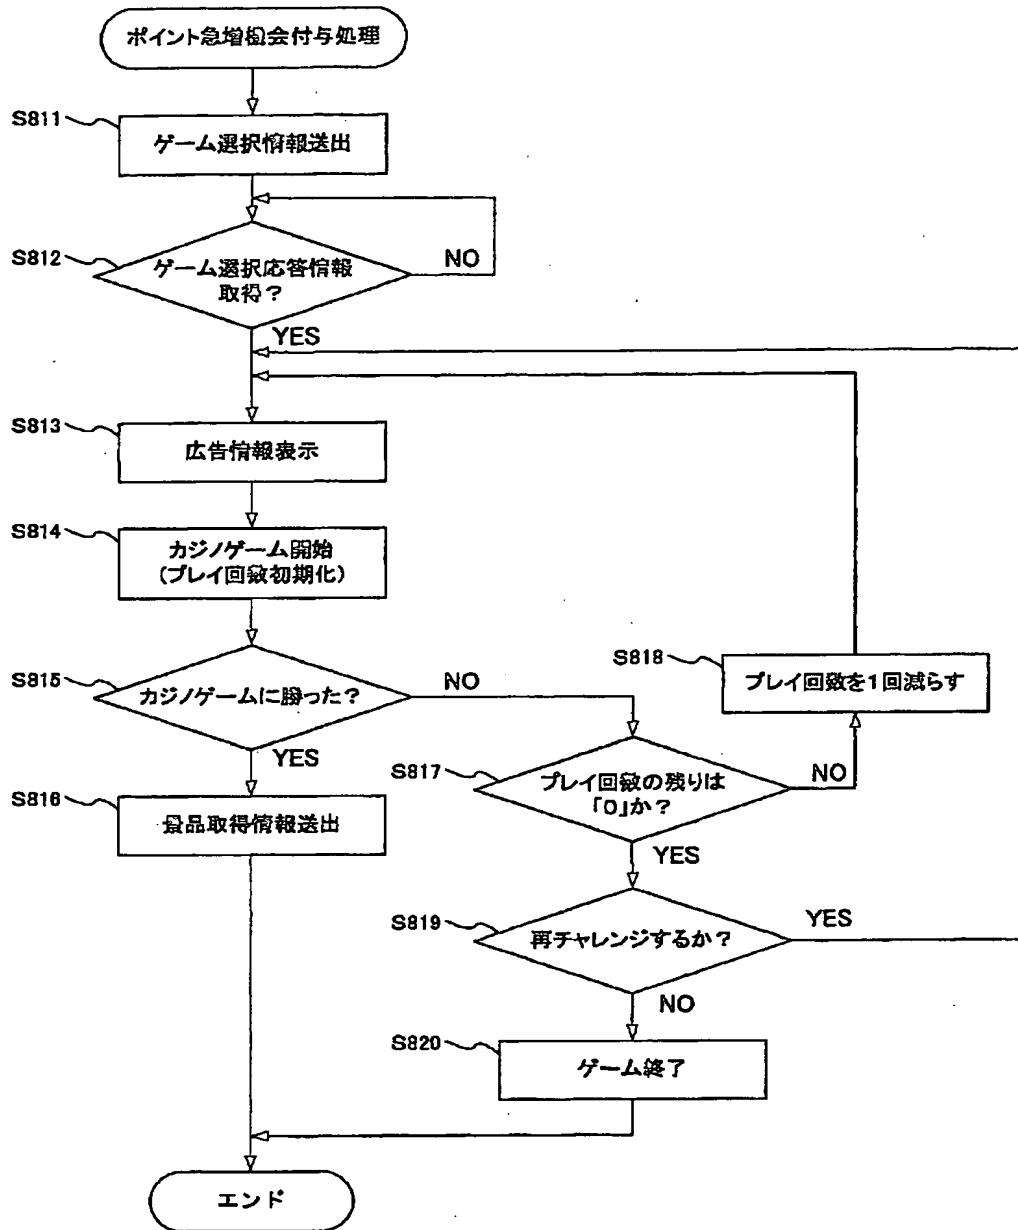 ポイント急増機会付与処理
S811
ゲーム選択情報送出
S812
ゲーム選択応答情報
取得？
NO
YES
S813
広告情報表示
S814
カジノゲーム開始
(プレイ回数初期化)
S815
カジノゲームに勝った？
NO
YES
S816
景品取得情報送出
S817
プレイ回数の残りは
「0」か？
NO
YES
S818
プレイ回数を1回減らす
S819
再チャレンジするか？
YES
NO
S820
ゲーム終了
エンド